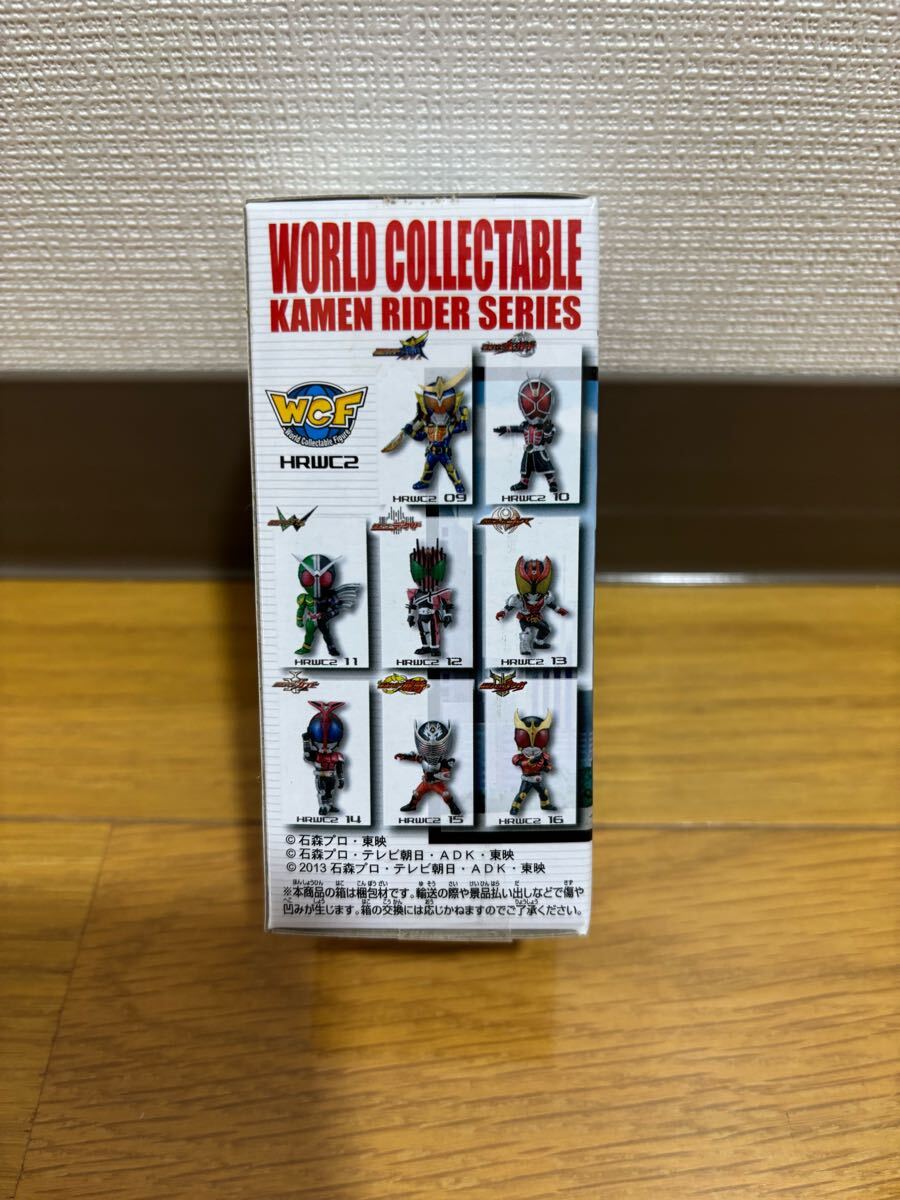 WORLD COLLECTABLE
KAMEN RIDER SERIES
WCF
World Collectable Figure
HRWC2
HRWC2 09
HRWC2 10
HRWC2 11
HRWC2 12
HRWC2 13
HRWC2 14
HRWC2 15
HRWC2 16
©石森プロ・東映
©石森プロ・テレビ朝日・ADK・東映
©2013 石森プロ・テレビ朝日・ADK・東映
※本商品の箱は梱包材です。輸送の際や景品払い出しなどで傷や
凹みが生じます。箱の交換には応じかねますのでご了承ください。